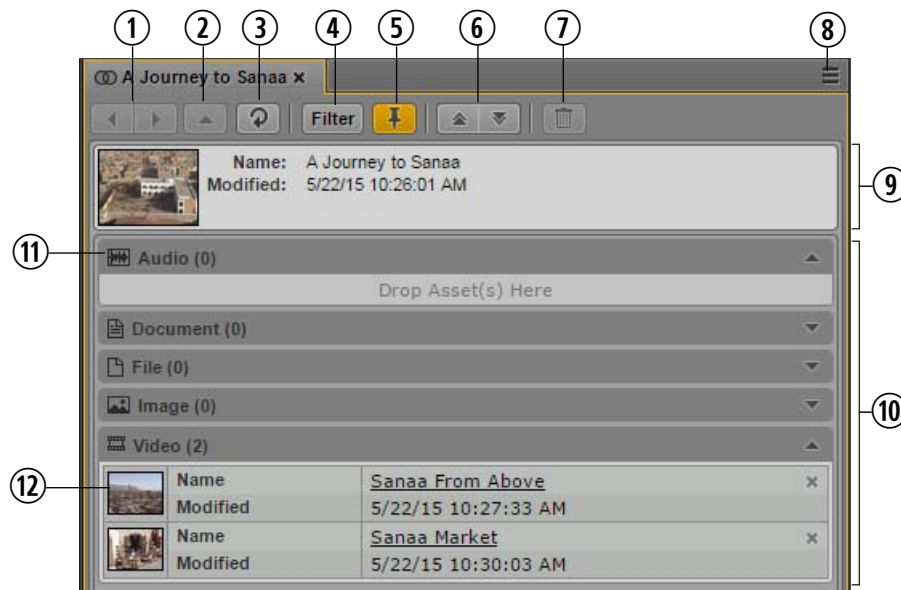 1 2 3 4 5 6 7 8
A Journey to Sanaa ×
Filter
Name: A Journey to Sanaa
Modified: 5/22/15 10:26:01 AM
9
11
Audio (0)
Drop Asset(s) Here
Document (0)
File (0)
Image (0)
10
Video (2)
12
Name Sanaa From Above ×
Modified 5/22/15 10:27:33 AM
Name Sanaa Market ×
Modified 5/22/15 10:30:03 AM